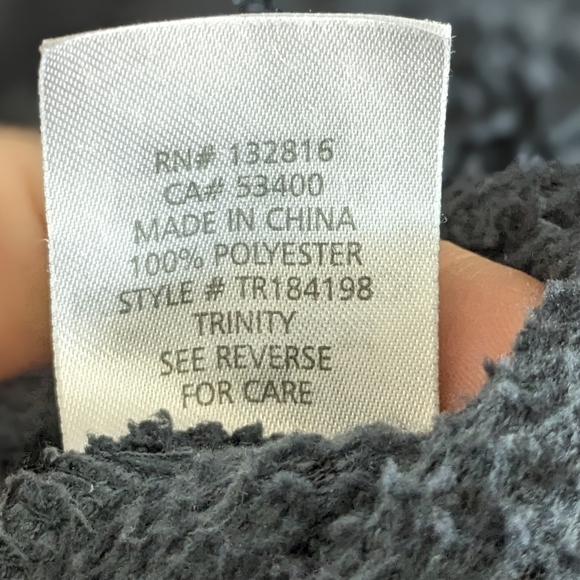 RN# 132816
CA# 53400
MADE IN CHINA
100% POLYESTER
STYLE # TR184198
TRINITY
SEE REVERSE
FOR CARE